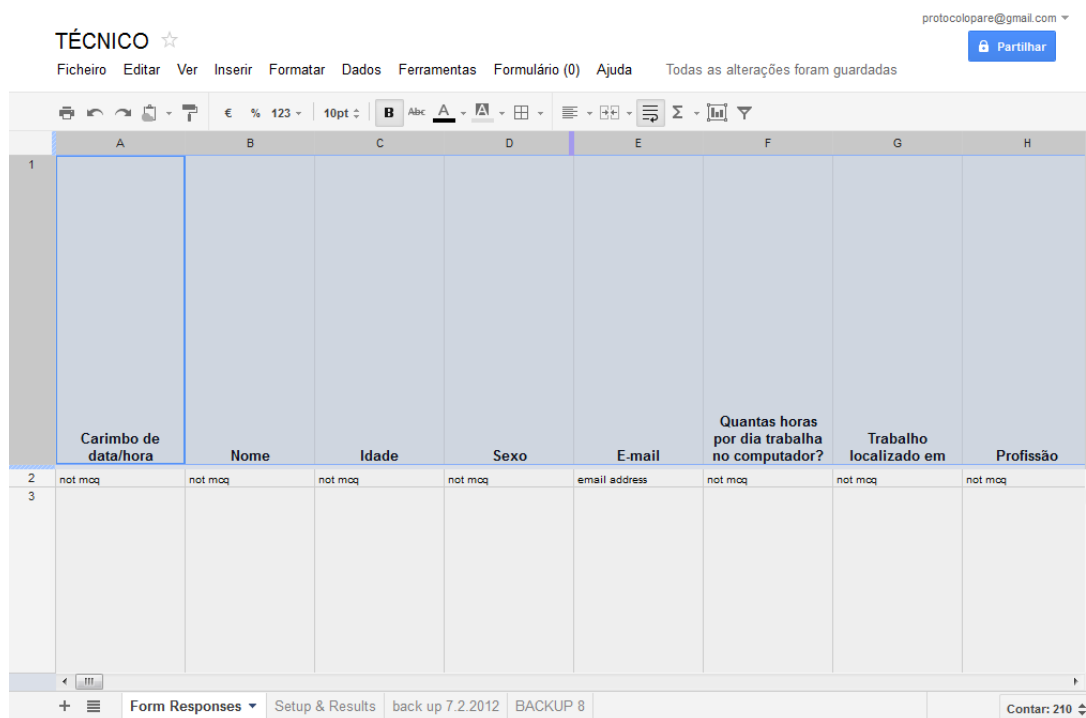 protocolopare@gmail.com
TÉCNICO
Partilhar
Ficheiro Editar Ver Inserir Formatar Dados Ferramentas Formulário (0) Ajuda Todas as alterações foram guardadas
€ % 123 10pt B Abc A A Σ
A B C D E F G H
1
Carimbo de data/hora
Nome
Idade
Sexo
E-mail
Quantas horas por dia trabalha no computador?
Trabalho localizado em
Profissão
2 not mcq not mcq not mcq not mcq email address not mcq not mcq not mcq
3
Form Responses Setup & Results back up 7.2.2012 BACKUP 8 Contar: 210